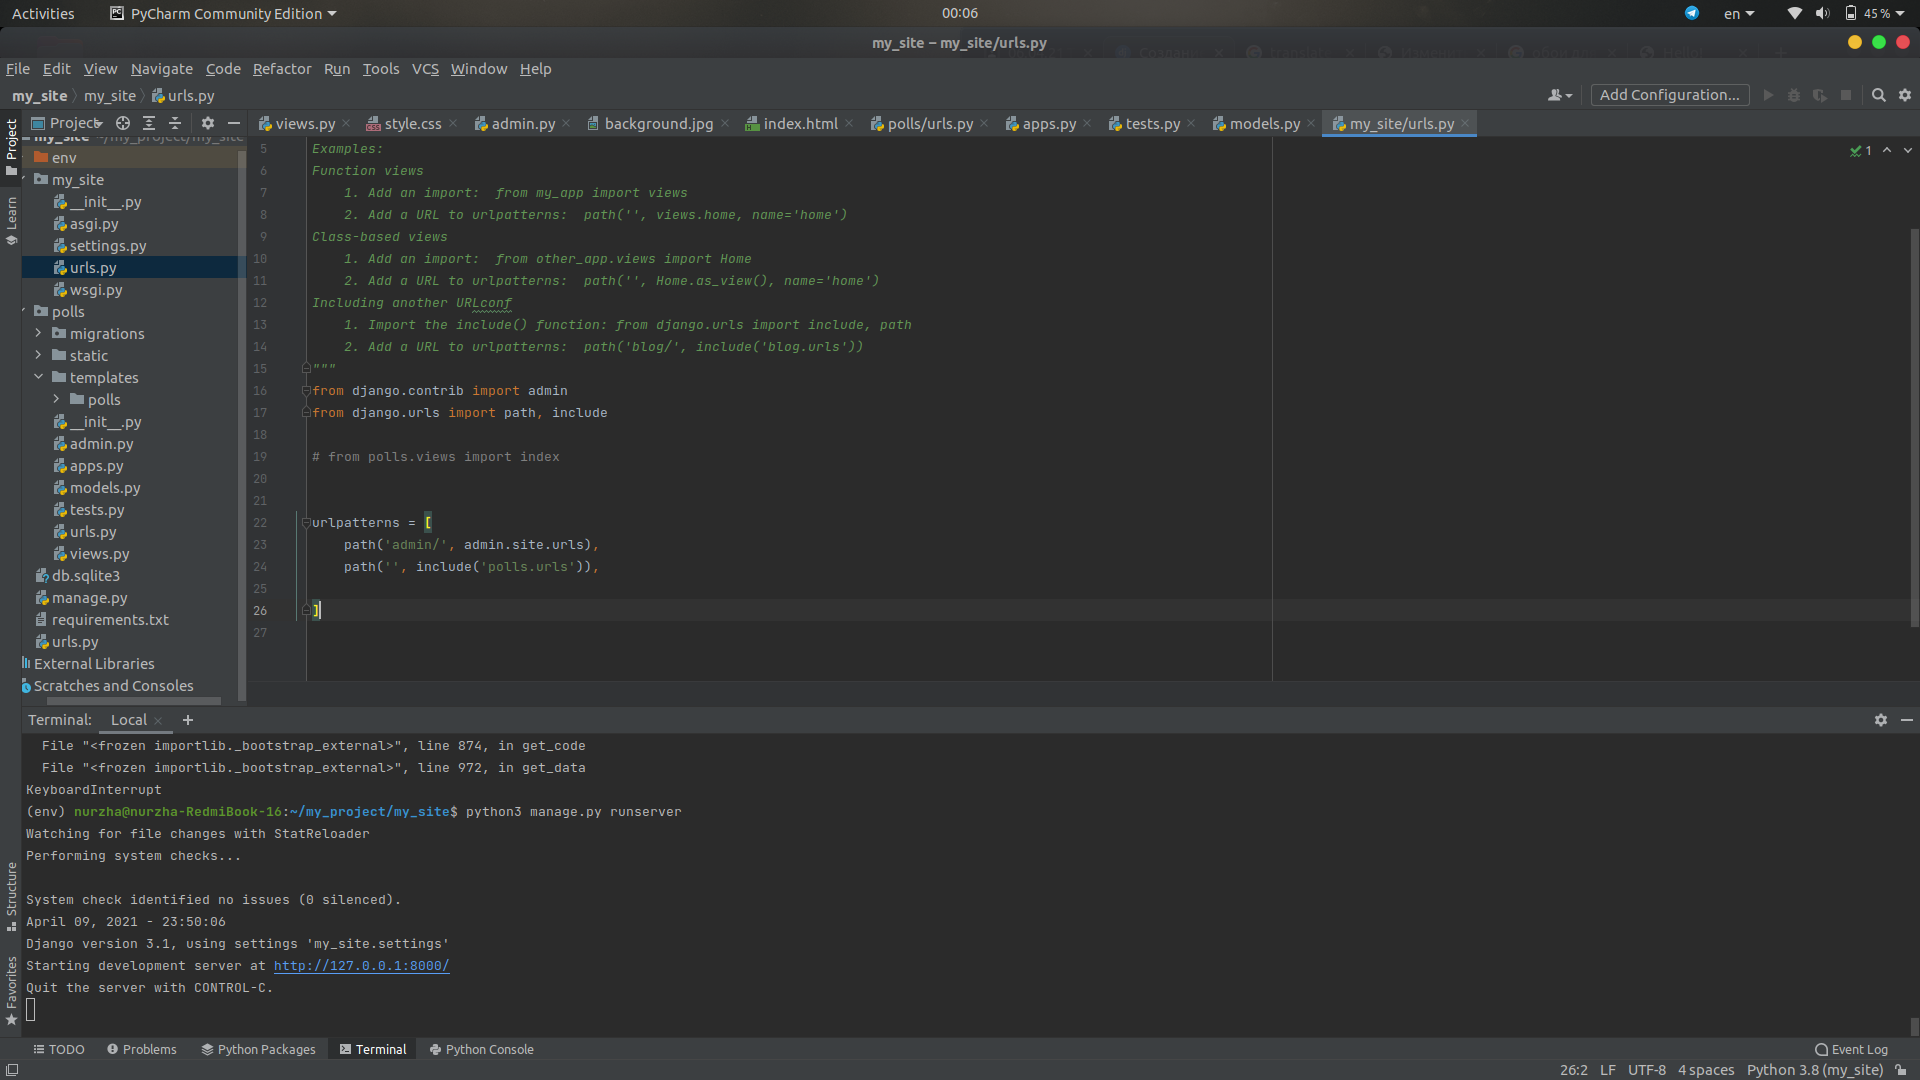 Activities PyCharm Community Edition 00:06 en 45 %
my_site – my_site/urls.py
File Edit View Navigate Code Refactor Run Tools VCS Window Help
my_site my_site urls.py Add Configuration...
Project views.py style.css admin.py background.jpg index.html polls/urls.py apps.py tests.py models.py my_site/urls.py
Project
Learn
Structure
Favorites
my_site ~/my_project/my_site
env
my_site
__init__.py
asgi.py
settings.py
urls.py
wsgi.py
polls
migrations
static
templates
polls
__init__.py
admin.py
apps.py
models.py
tests.py
urls.py
views.py
db.sqlite3
manage.py
requirements.txt
urls.py
External Libraries
Scratches and Consoles
1
5 Examples:
6 Function views
7 1. Add an import:  from my_app import views
8 2. Add a URL to urlpatterns:  path('', views.home, name='home')
9 Class-based views
10 1. Add an import:  from other_app.views import Home
11 2. Add a URL to urlpatterns:  path('', Home.as_view(), name='home')
12 Including another URLconf
13 1. Import the include() function: from django.urls import include, path
14 2. Add a URL to urlpatterns:  path('blog/', include('blog.urls'))
15 """
16 from django.contrib import admin
17 from django.urls import path, include
18
19 # from polls.views import index
20
21
22 urlpatterns = [
23 path('admin/', admin.site.urls),
24 path('', include('polls.urls')),
25
26 ]
27
Terminal: Local
File "<frozen importlib._bootstrap_external>", line 874, in get_code
File "<frozen importlib._bootstrap_external>", line 972, in get_data
KeyboardInterrupt
(env) nurzha@nurzha-RedmiBook-16:~/my_project/my_site$ python3 manage.py runserver
Watching for file changes with StatReloader
Performing system checks...
System check identified no issues (0 silenced).
April 09, 2021 - 23:50:06
Django version 3.1, using settings 'my_site.settings'
Starting development server at http://127.0.0.1:8000/
Quit the server with CONTROL-C.
TODO Problems Python Packages Terminal Python Console Event Log
26:2 LF UTF-8 4 spaces Python 3.8 (my_site)